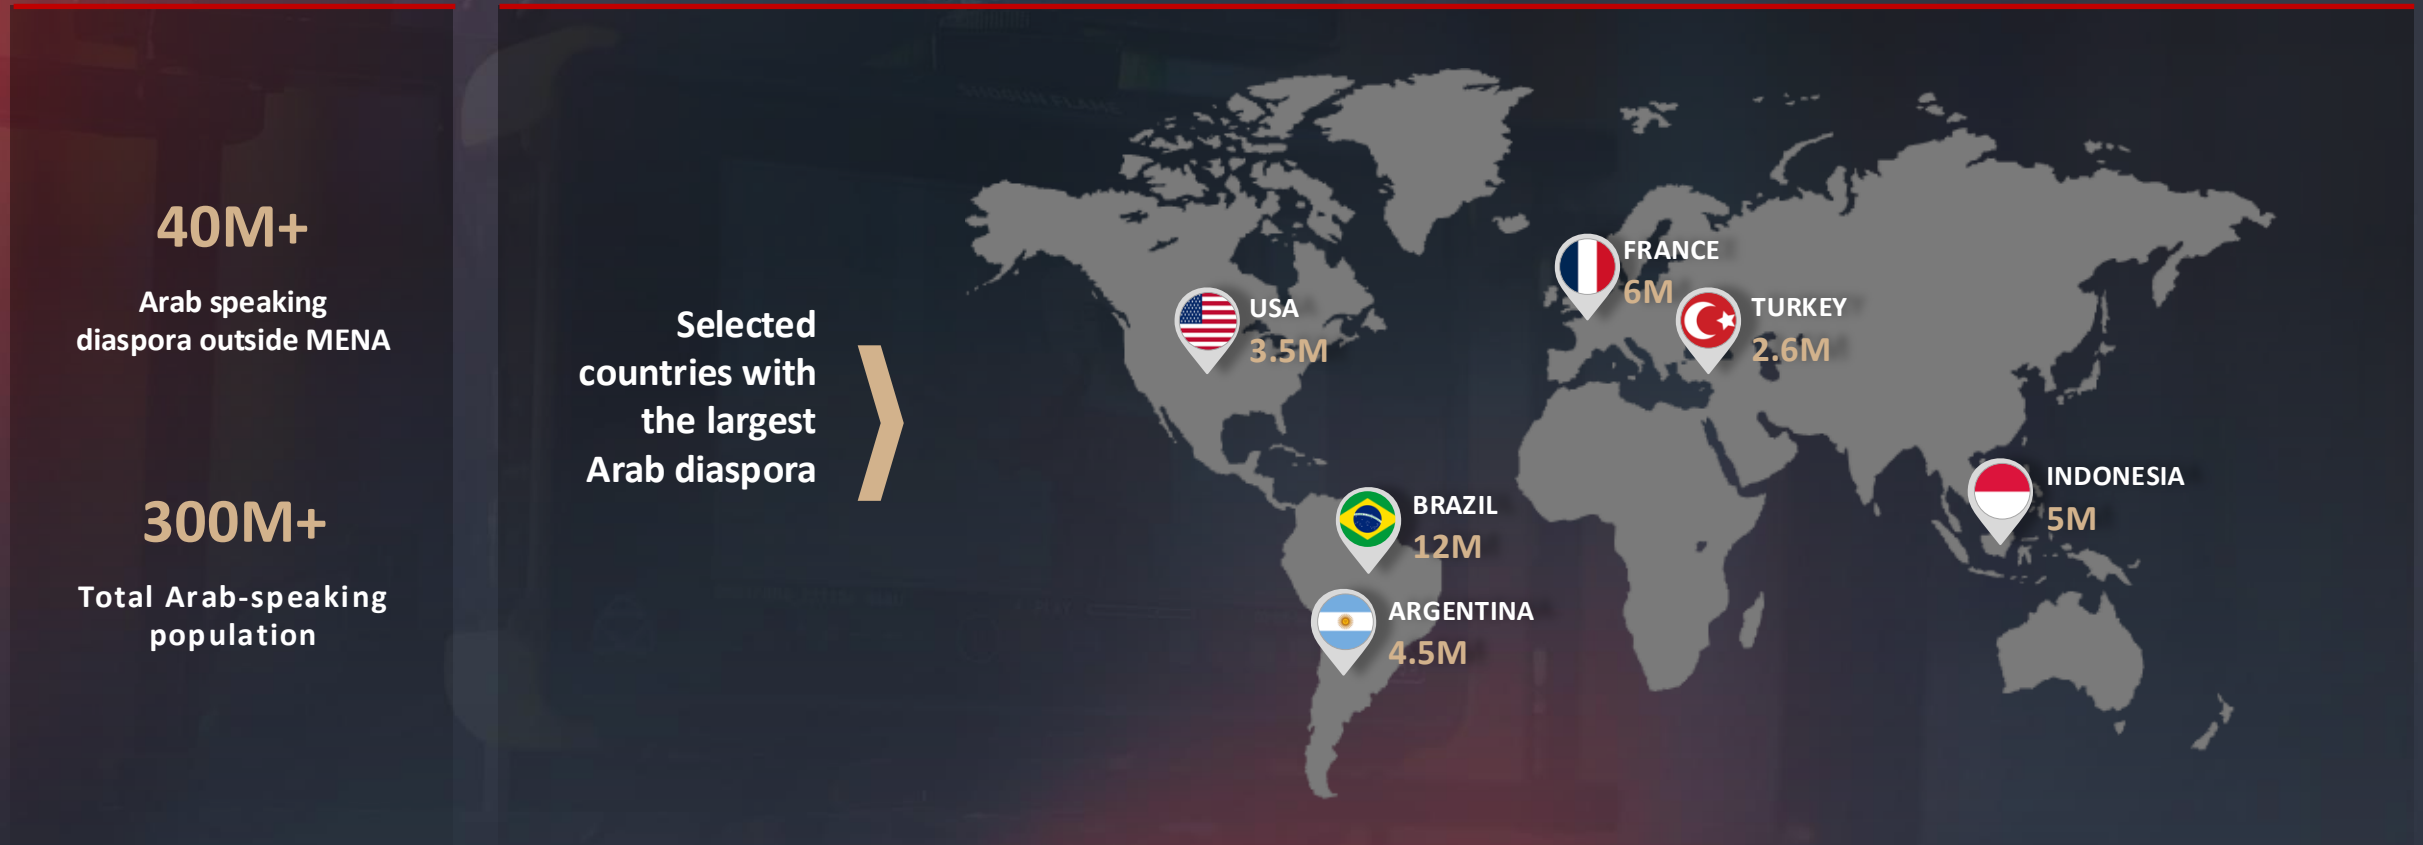 40M+
Arab speaking
diaspora outside MENA
300M+
Total Arab-speaking
population
Selected
countries with
the largest
Arab diaspora
USA
3.5M
FRANCE
6M
TURKEY
2.6M
BRAZIL
12M
ARGENTINA
4.5M
INDONESIA
5M